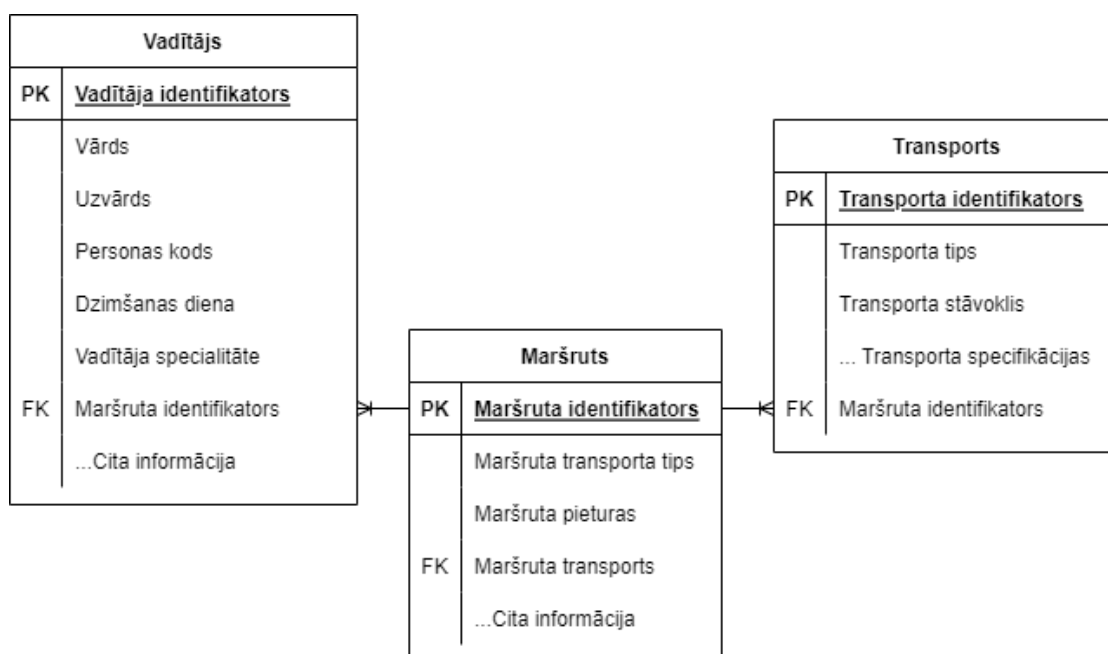 Vadītājs
PK Vadītāja identifikators
Vārds
Uzvārds
Personas kods
Dzimšanas diena
Vadītāja specialitāte
FK Maršruta identifikators
...Cita informācija
Maršruts
PK Maršruta identifikators
Maršruta transporta tips
Maršruta pieturas
FK Maršruta transports
...Cita informācija
Transports
PK Transporta identifikators
Transporta tips
Transporta stāvoklis
... Transporta specifikācijas
FK Maršruta identifikators